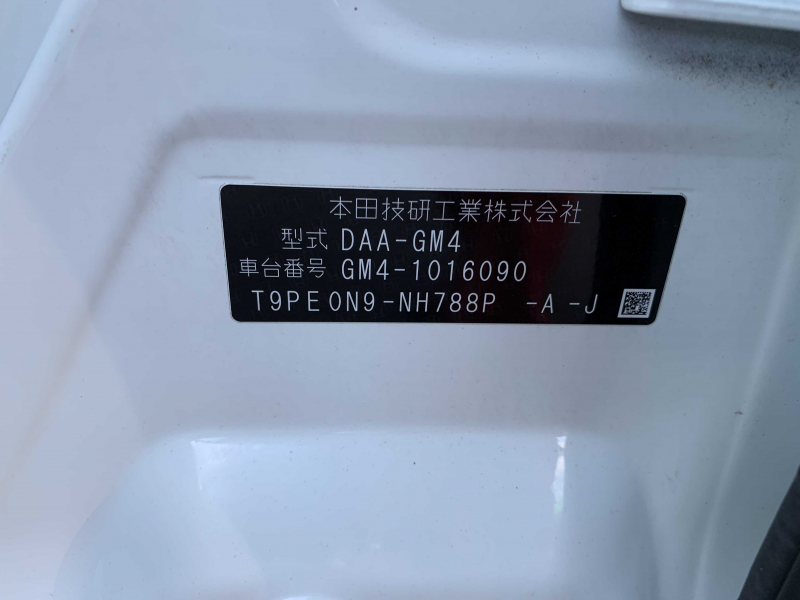 本田技研工業株式会社
型式 DAA-GM4
車台番号 GM4-1016090
T9PE0N9-NH788P -A -J